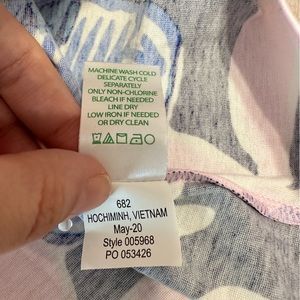 MACHINE WASH COLD
DELICATE CYCLE
SEPARATELY
ONLY NON-CHLORINE
BLEACH IF NEEDED
LINE DRY
LOW IRON IF NEEDED
OR DRY CLEAN
682
HOCHIMINH, VIETNAM
May-20
Style 005968
PO 053426